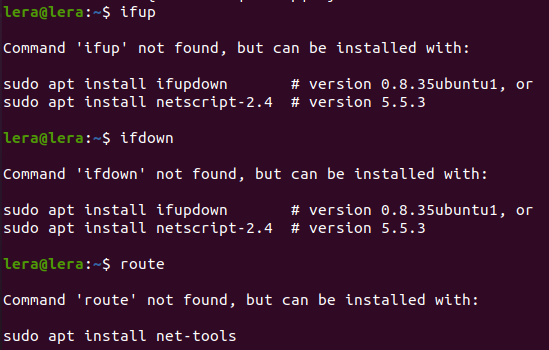 lera@lera:~$ ifup
Command 'ifup' not found, but can be installed with:
sudo apt install ifupdown       # version 0.8.35ubuntu1, or
sudo apt install netscript-2.4  # version 5.5.3
lera@lera:~$ ifdown
Command 'ifdown' not found, but can be installed with:
sudo apt install ifupdown       # version 0.8.35ubuntu1, or
sudo apt install netscript-2.4  # version 5.5.3
lera@lera:~$ route
Command 'route' not found, but can be installed with:
sudo apt install net-tools